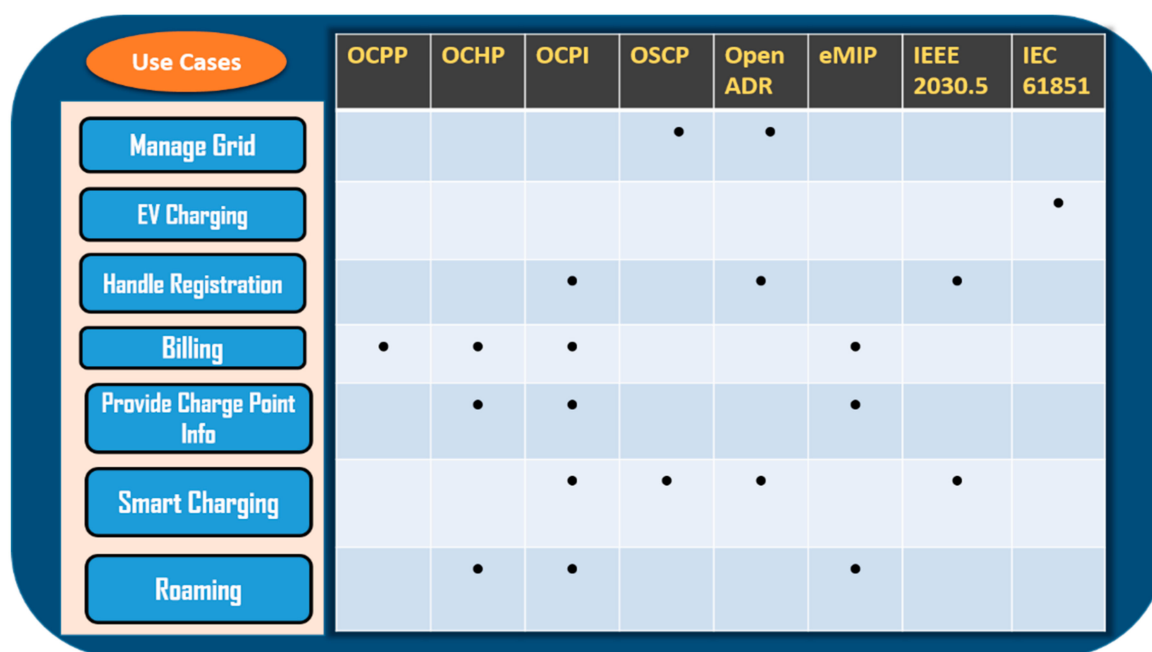 Use Cases
OCPP OCHP OCPI OSCP Open eMIP IEEE IEC
ADR 2030.5 61851
Manage Grid
• •
EV Charging
•
Handle Registration
• • •
Billing
• • • •
Provide Charge Point
Info
• • •
Smart Charging
• • • •
Roaming
• • •